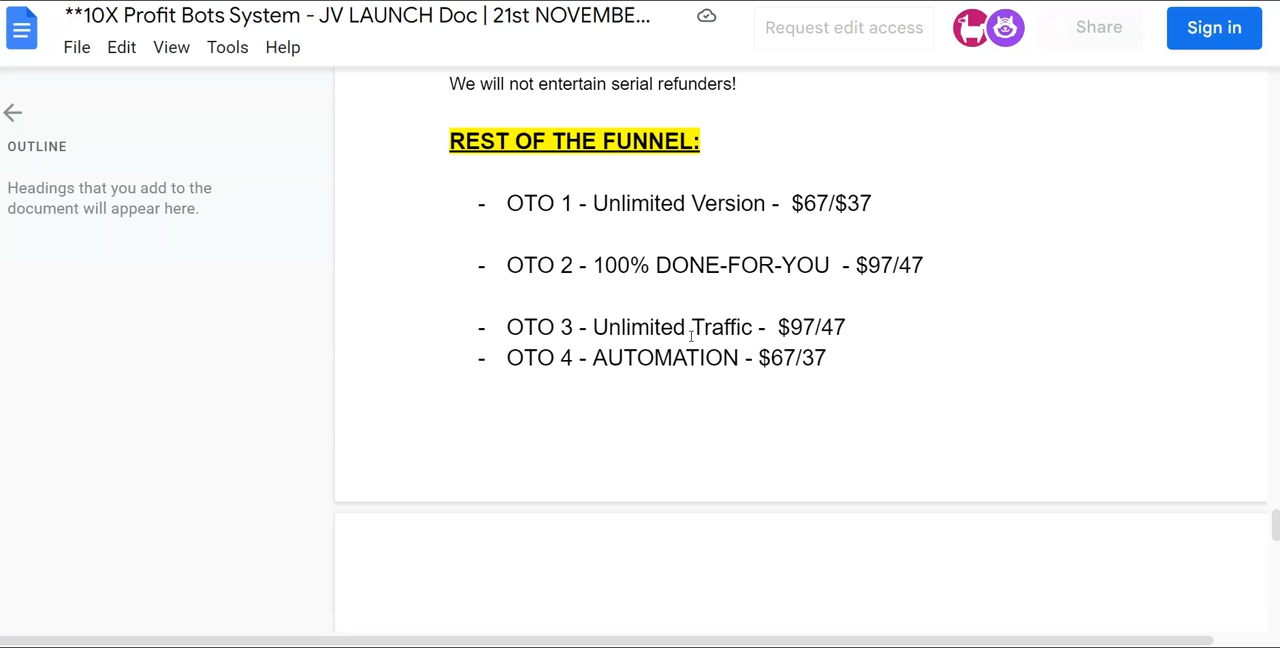 **10X Profit Bots System - JV LAUNCH Doc | 21st NOVEMBE...
Request edit access
Share
Sign in
File Edit View Tools Help
OUTLINE
Headings that you add to the
document will appear here.
We will not entertain serial refunders!
REST OF THE FUNNEL:
- OTO 1 - Unlimited Version - $67/$37
- OTO 2 - 100% DONE-FOR-YOU - $97/47
- OTO 3 - Unlimited Traffic - $97/47
- OTO 4 - AUTOMATION - $67/37